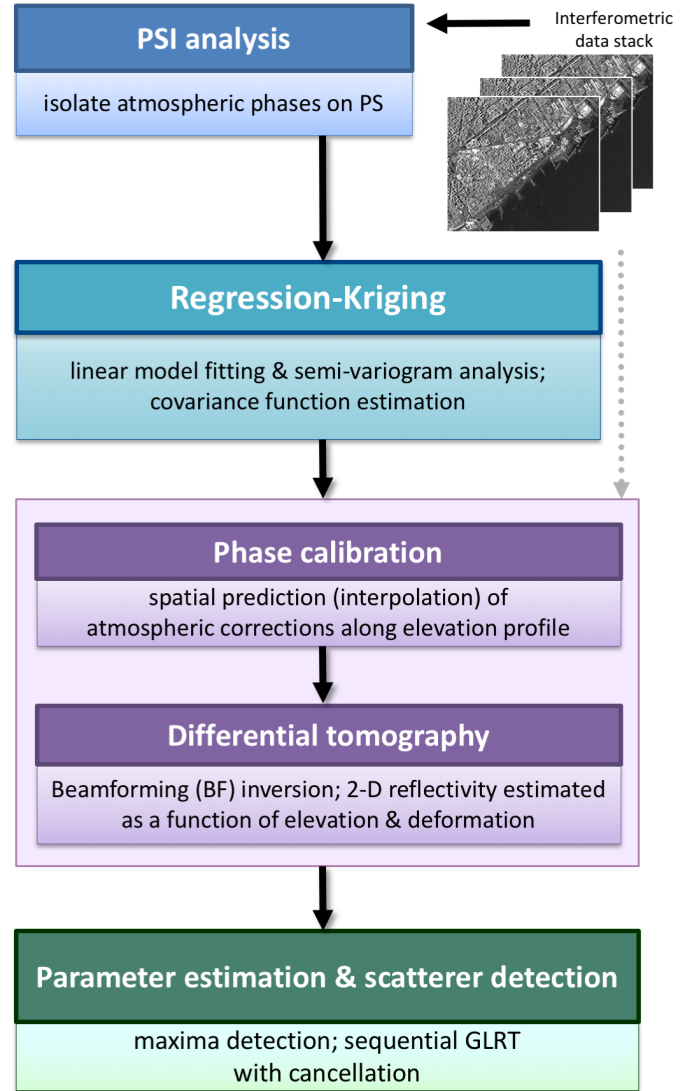 PSI analysis
Interferometric
data stack
isolate atmospheric phases on PS
Regression-Kriging
linear model fitting & semi-variogram analysis;
covariance function estimation
Phase calibration
spatial prediction (interpolation) of
atmospheric corrections along elevation profile
Differential tomography
Beamforming (BF) inversion; 2-D reflectivity estimated
as a function of elevation & deformation
Parameter estimation & scatterer detection
maxima detection; sequential GLRT
with cancellation